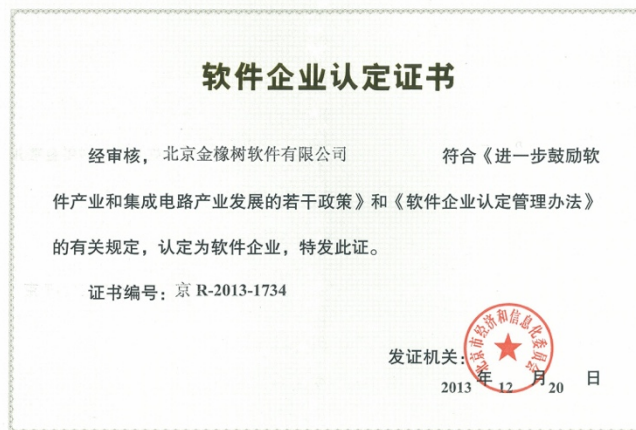 软件企业认定证书
经审核，北京金橡树软件有限公司 符合《进一步鼓励软
件产业和集成电路产业发展的若干政策》和《软件企业认定管理办法》
的有关规定，认定为软件企业，特发此证。
证书编号：京 R-2013-1734
北京市经济和信息化委员会
发证机关：
2013 年 12 月 20 日